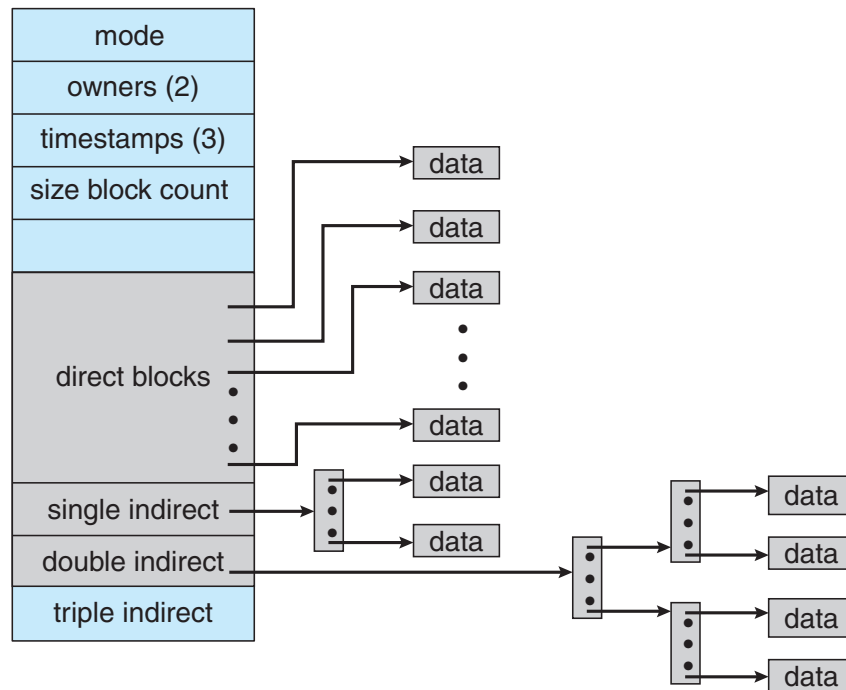 mode
owners (2)
timestamps (3)
size block count
direct blocks
single indirect
double indirect
triple indirect
data
data
data
data
data
data
data
data
data
data